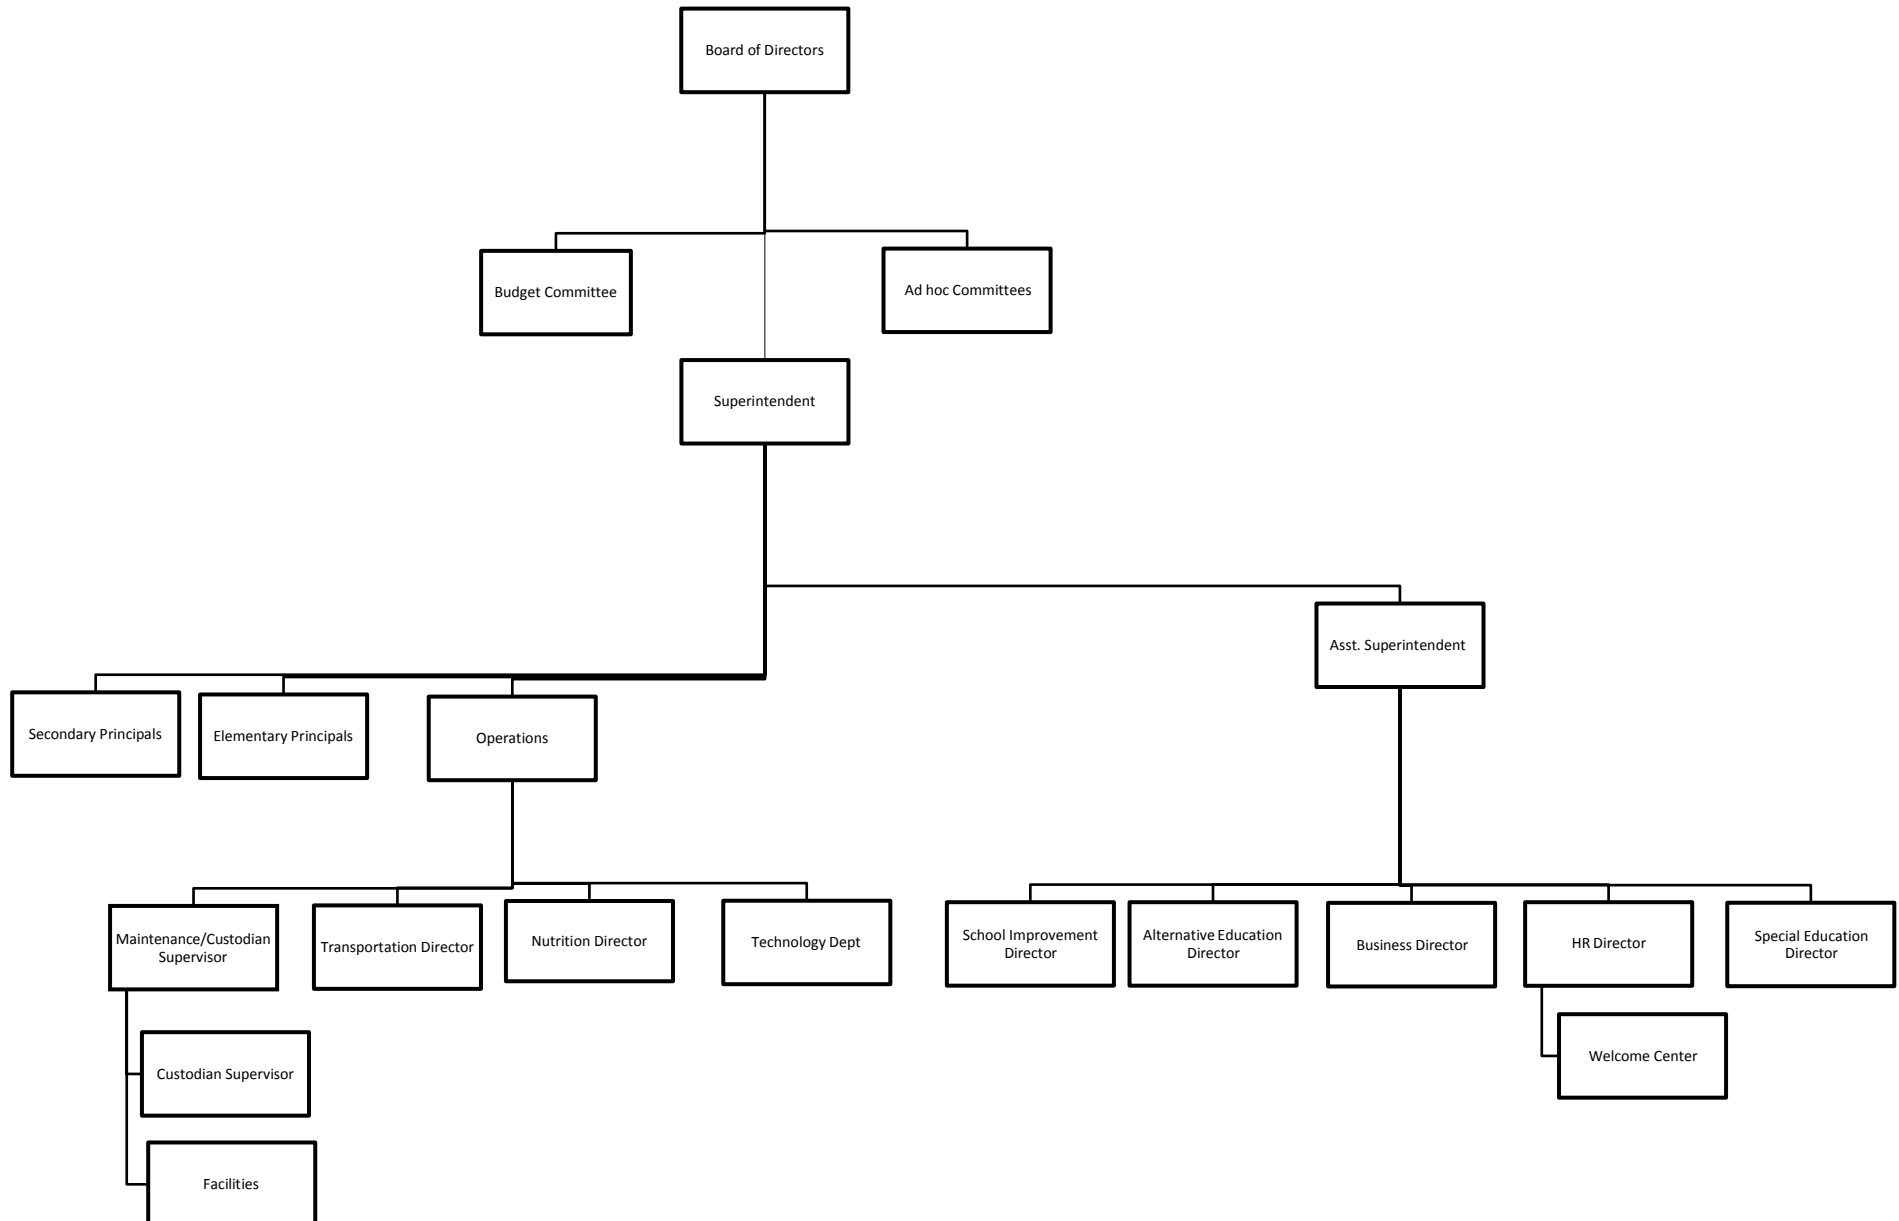 Board of Directors
Budget Committee
Ad hoc Committees
Superintendent
Asst. Superintendent
Secondary Principals
Elementary Principals
Operations
Maintenance/Custodian
Supervisor
Transportation Director
Nutrition Director
Technology Dept
School Improvement
Director
Alternative Education
Director
Business Director
HR Director
Special Education
Director
Custodian Supervisor
Welcome Center
Facilities